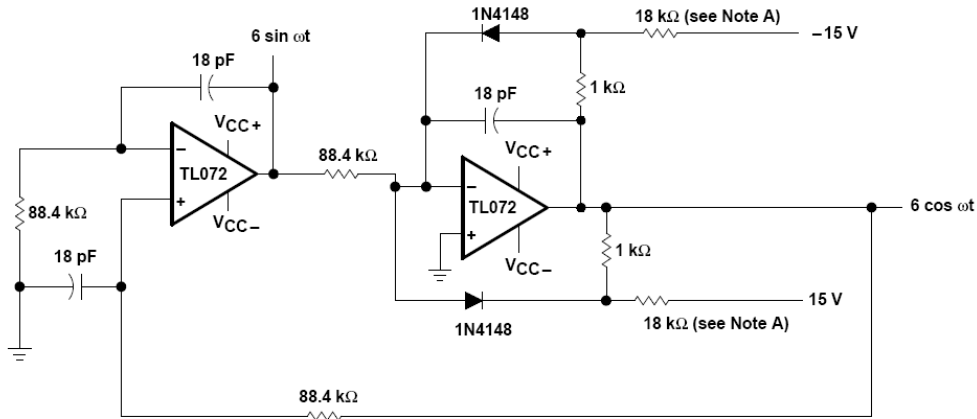 1N4148
18 kΩ (see Note A)
–15 V
6 sin ωt
18 pF
1 kΩ
18 pF
VCC+
VCC+
–
TL072
+
88.4 kΩ
–
TL072
+
88.4 kΩ
VCC–
6 cos ωt
18 pF
VCC–
1 kΩ
15 V
1N4148
18 kΩ (see Note A)
88.4 kΩ